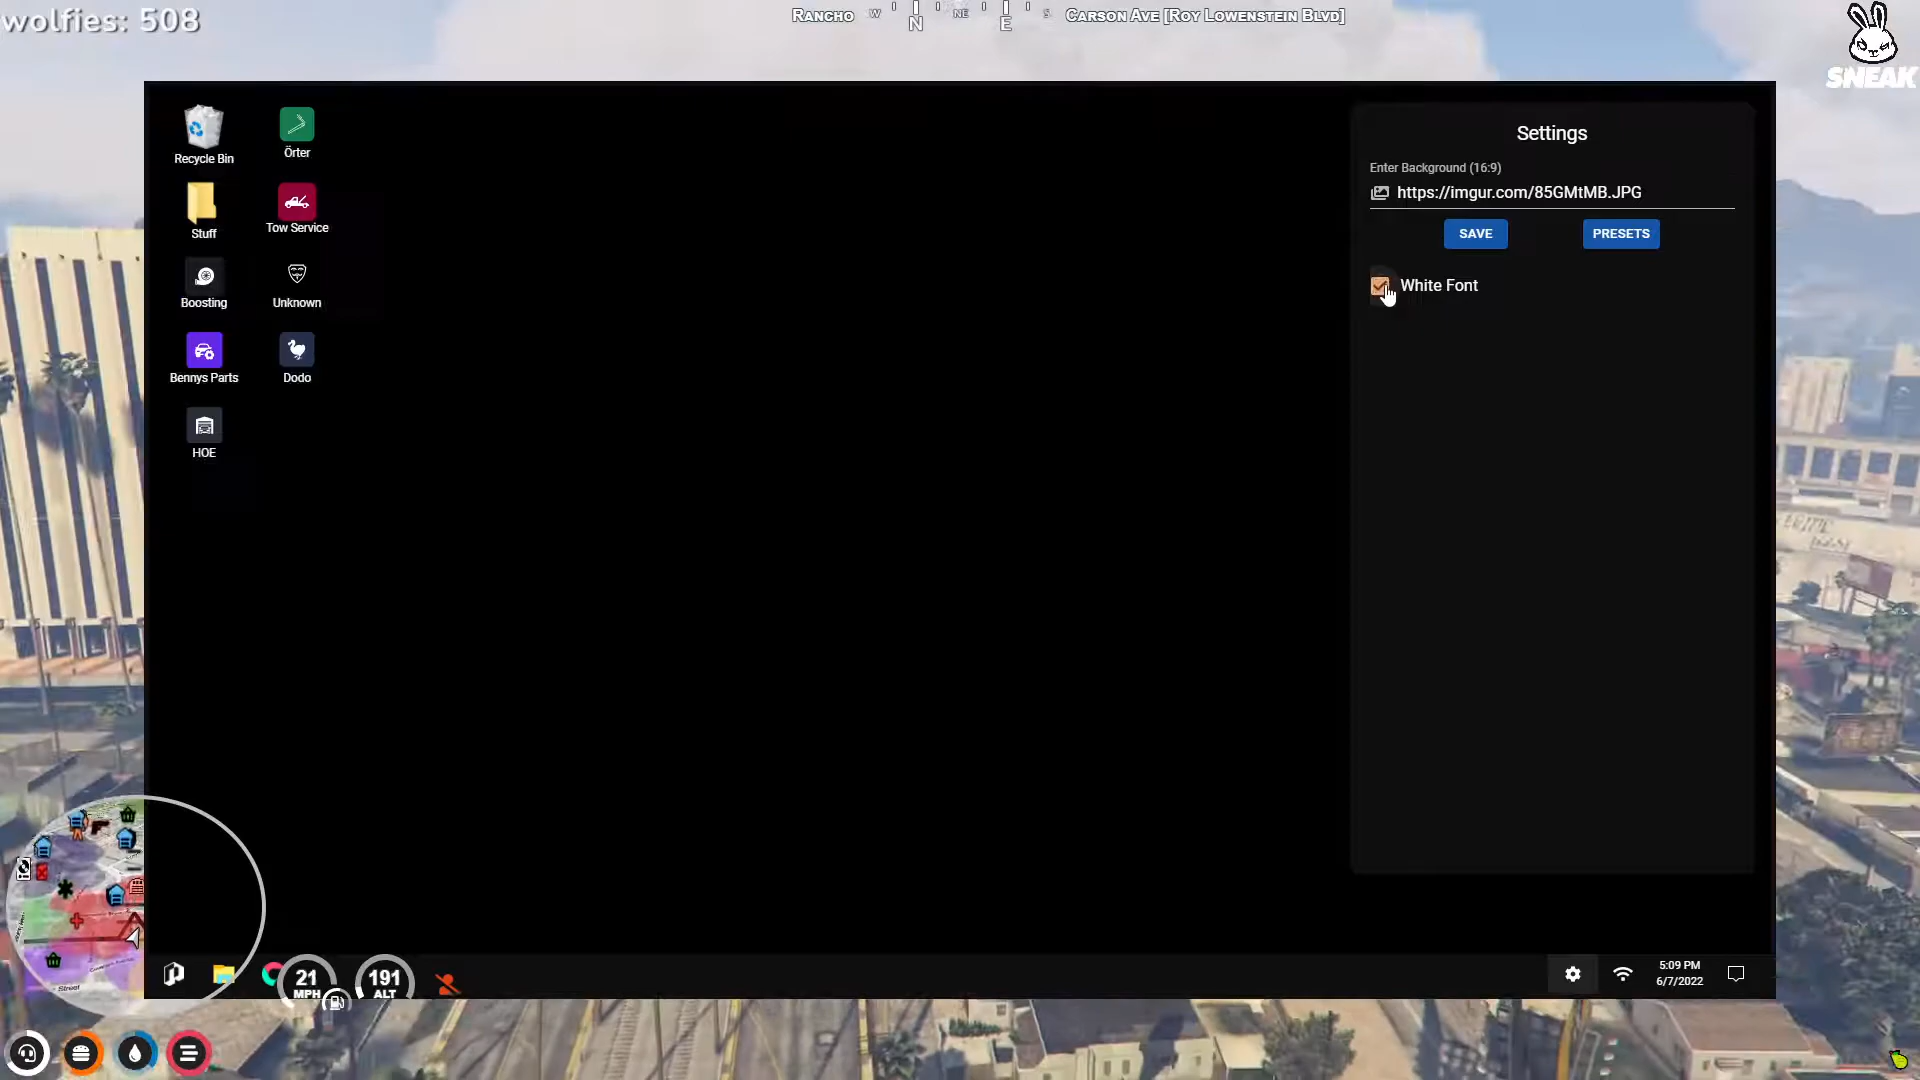 wolfies: 508
RANCHO W N NE E S CARSON AVE [ROY LOWENSTEIN BLVD]
SNEAK
Recycle Bin
Örter
Stuff
Tow Service
Boosting
Unknown
Bennys Parts
Dodo
HOE
Settings
Enter Background (16:9)
https://imgur.com/85GMtMB.JPG
SAVE
PRESETS
White Font
Street
21
MPH
191
ALT
5:09 PM
6/7/2022